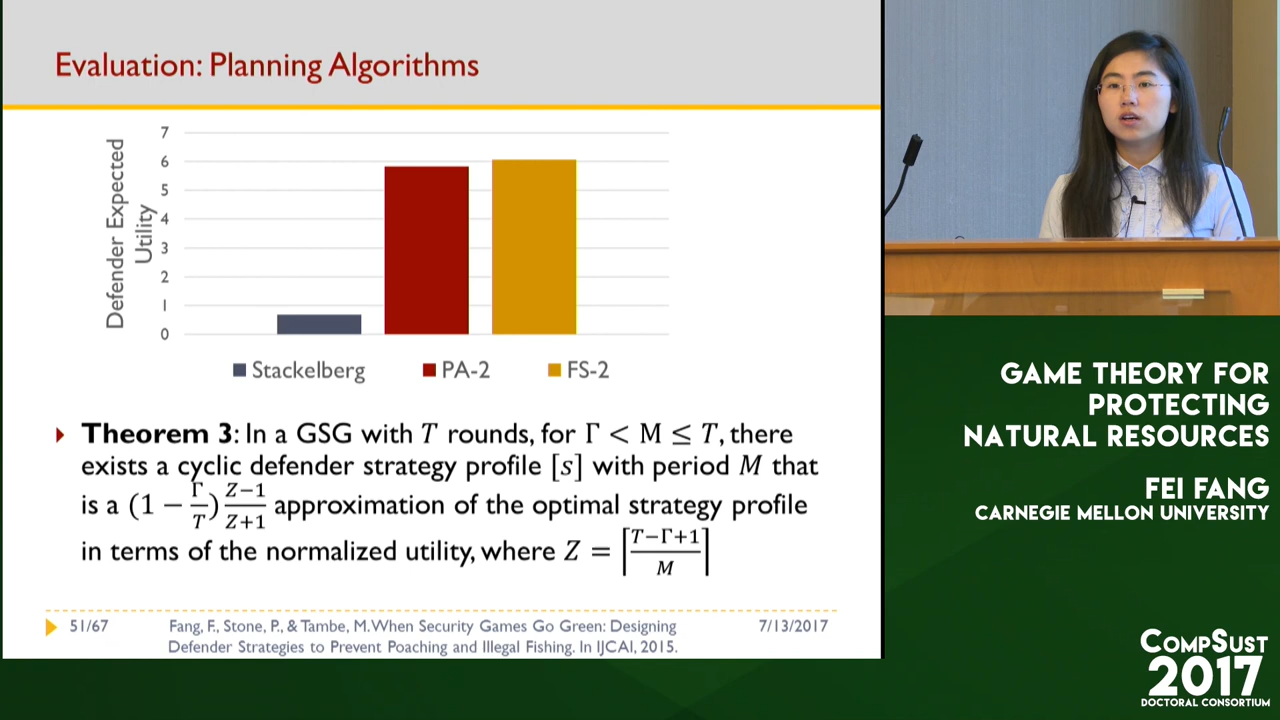 Evaluation: Planning Algorithms
Defender Expected
Utility
7
6
5
4
3
2
1
0
Stackelberg
PA-2
FS-2
Theorem 3: In a GSG with T rounds, for Γ < M ≤ T, there
exists a cyclic defender strategy profile [s] with period M that
is a (1 − Γ/T) Z−1/Z+1 approximation of the optimal strategy profile
in terms of the normalized utility, where Z = ⌈T−Γ+1/M⌉
51/67
Fang, F., Stone, P., & Tambe, M. When Security Games Go Green: Designing
Defender Strategies to Prevent Poaching and Illegal Fishing. In IJCAI, 2015.
7/13/2017
GAME THEORY FOR
PROTECTING
NATURAL RESOURCES
FEI FANG
CARNEGIE MELLON UNIVERSITY
COMPSUST
2017
DOCTORAL CONSORTIUM